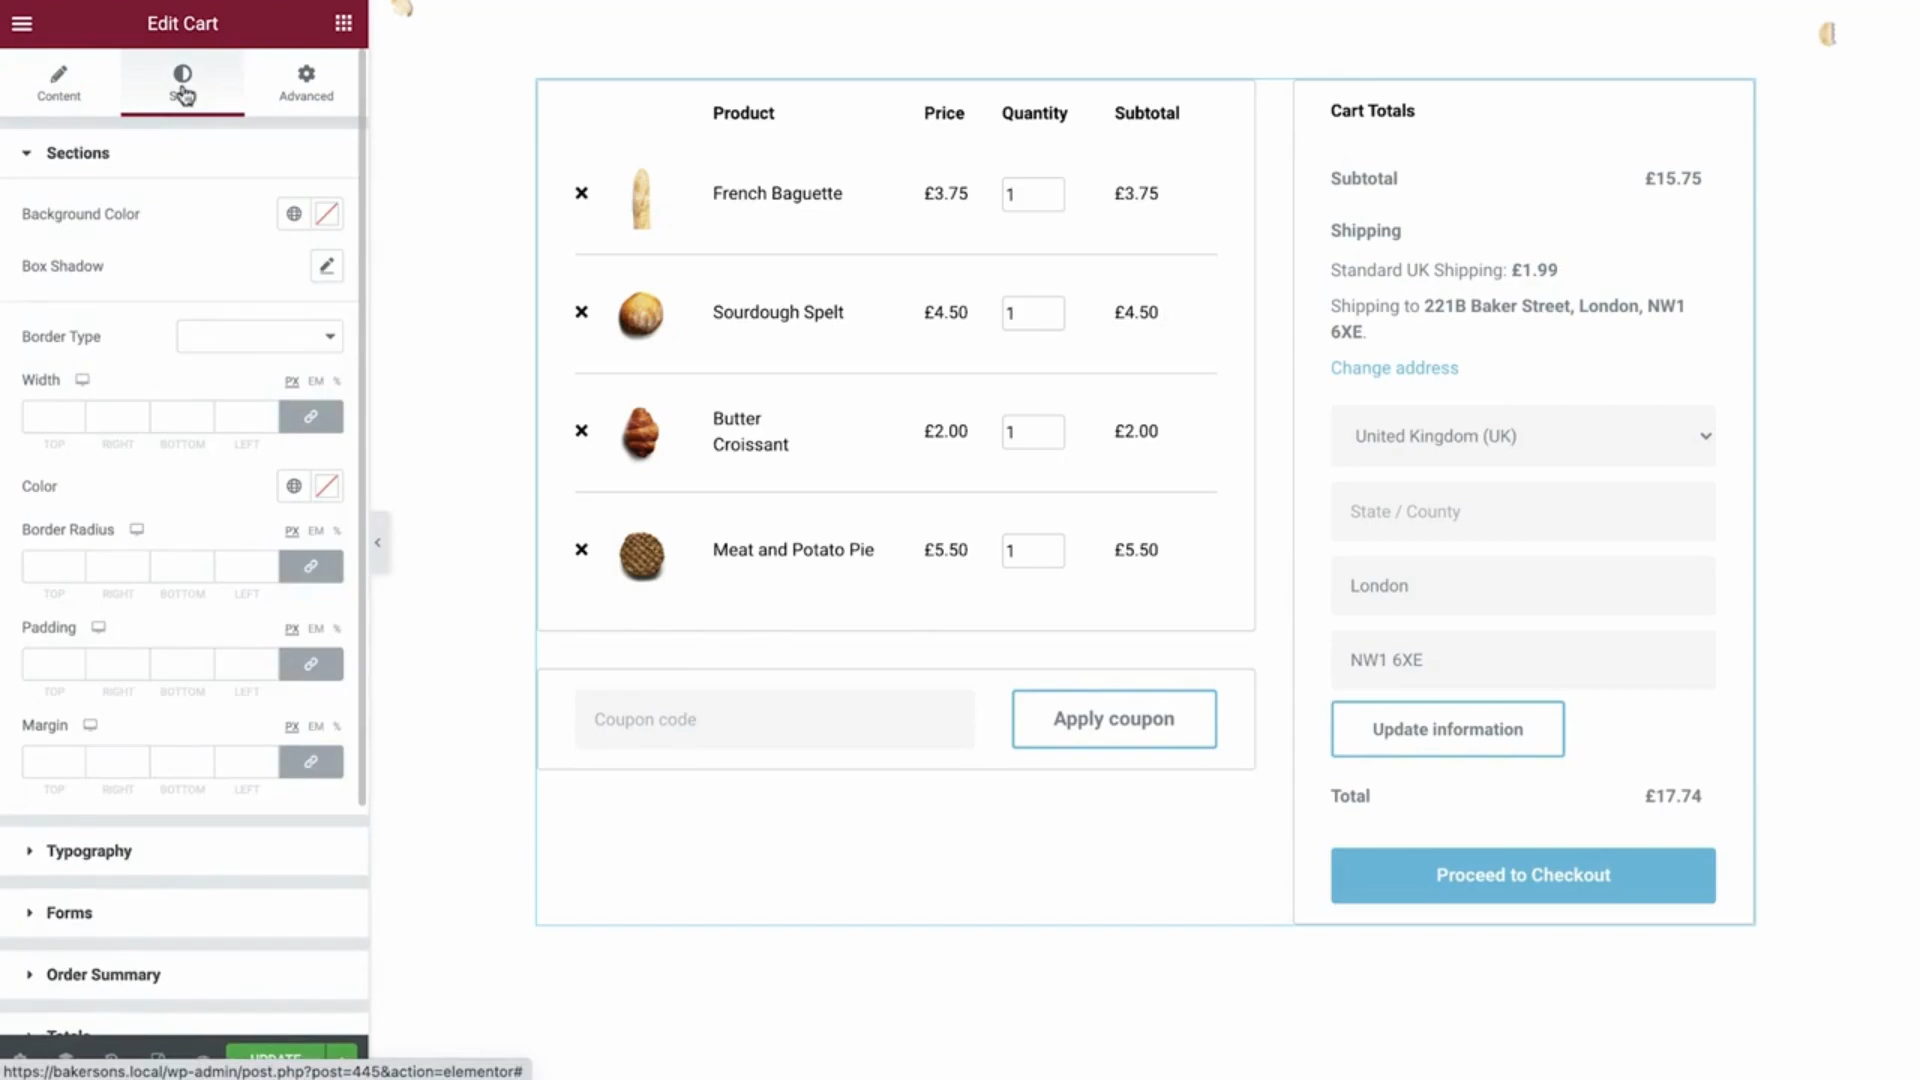 Edit Cart
Content
Advanced
Sections
Background Color
Box Shadow
Border Type
Width PX EM %
TOP RIGHT BOTTOM LEFT
Color
Border Radius PX EM %
TOP RIGHT BOTTOM LEFT
Padding PX EM %
TOP RIGHT BOTTOM LEFT
Margin PX EM %
TOP RIGHT BOTTOM LEFT
Typography
Forms
Order Summary
Totals
UPDATE
https://bakersons.local/wp-admin/post.php?post=445&action=elementor#
Product Price Quantity Subtotal
French Baguette £3.75 1 £3.75
Sourdough Spelt £4.50 1 £4.50
Butter
Croissant £2.00 1 £2.00
Meat and Potato Pie £5.50 1 £5.50
Coupon code Apply coupon
Cart Totals
Subtotal £15.75
Shipping
Standard UK Shipping: £1.99
Shipping to 221B Baker Street, London, NW1
6XE.
Change address
United Kingdom (UK)
State / County
London
NW1 6XE
Update information
Total £17.74
Proceed to Checkout